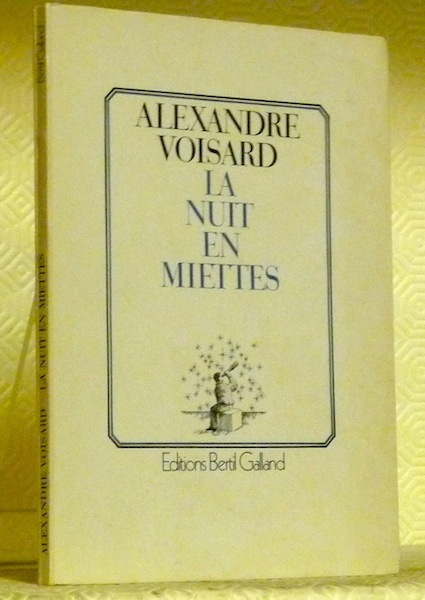 ALEXANDRE
VOISARD
LA
NUIT
EN
MIETTES
Editions Bertil Galland
ALEXANDRE VOISARD - LA NUIT EN MIETTES